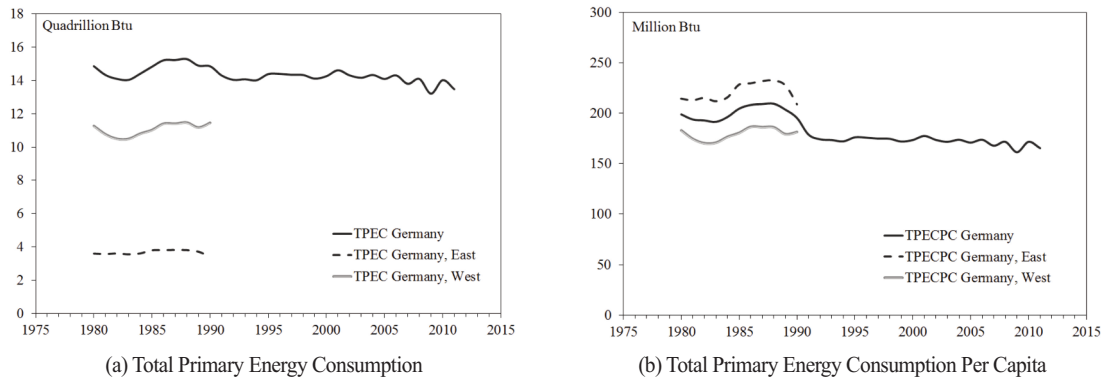 Quadrillion Btu
18
16
14
12
10
8
6
4
2
0
TPEC Germany
TPEC Germany, East
TPEC Germany, West
1975 1980 1985 1990 1995 2000 2005 2010 2015
(a) Total Primary Energy Consumption
Million Btu
300
250
200
150
100
50
0
TPECPC Germany
TPECPC Germany, East
TPECPC Germany, West
1975 1980 1985 1990 1995 2000 2005 2010 2015
(b) Total Primary Energy Consumption Per Capita